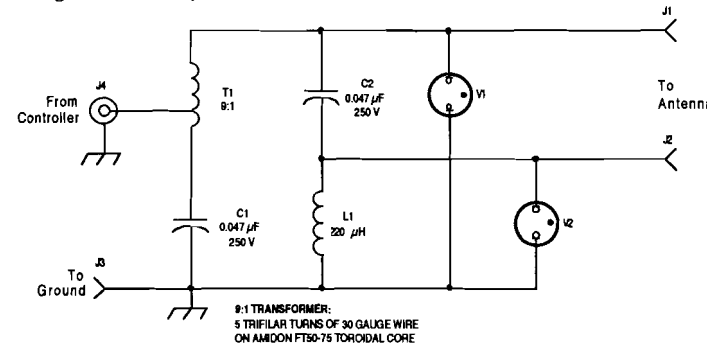 J1
J4
From
Controller
T1
9:1
C2
0.047 µF
250 V
V1
To
Antenna
J2
C1
0.047 µF
250 V
L1
220 µH
V2
J3
To
Ground
9:1 TRANSFORMER:
5 TRIFILAR TURNS OF 30 GAUGE WIRE
ON AMIDON FT50-75 TOROIDAL CORE